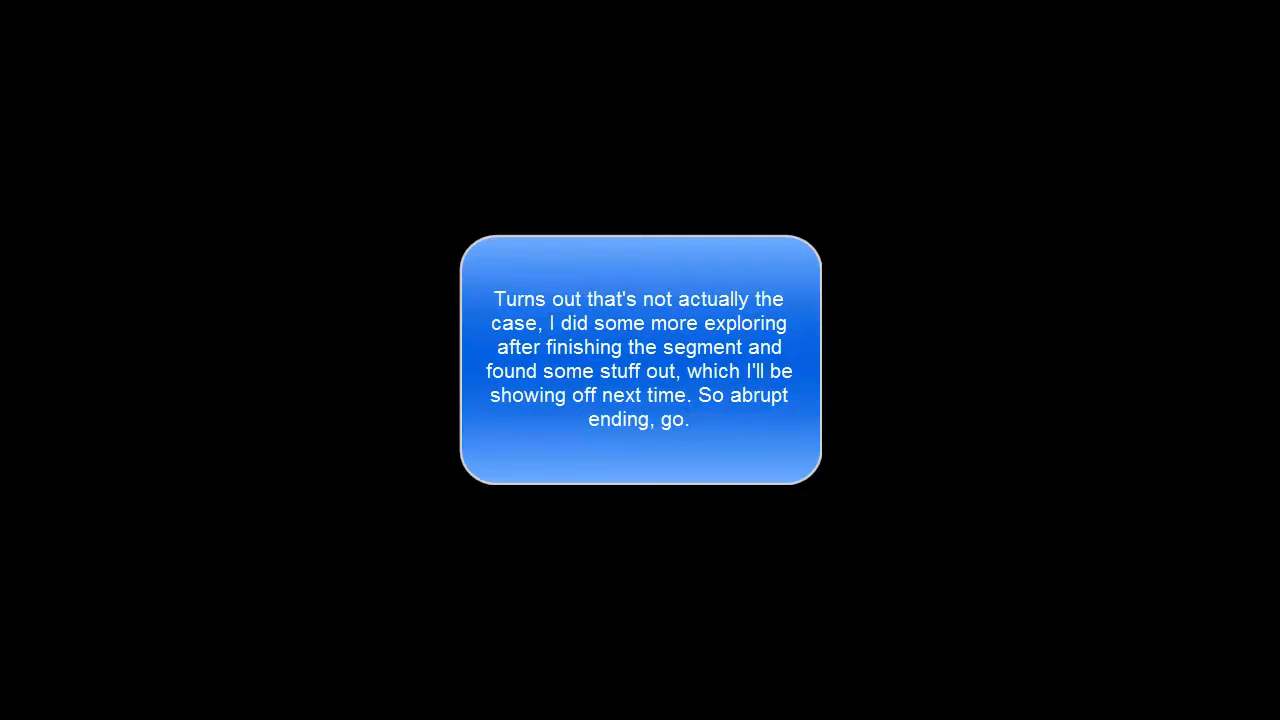 Turns out that's not actually the
case, I did some more exploring
after finishing the segment and
found some stuff out, which I'll be
showing off next time. So abrupt
ending, go.